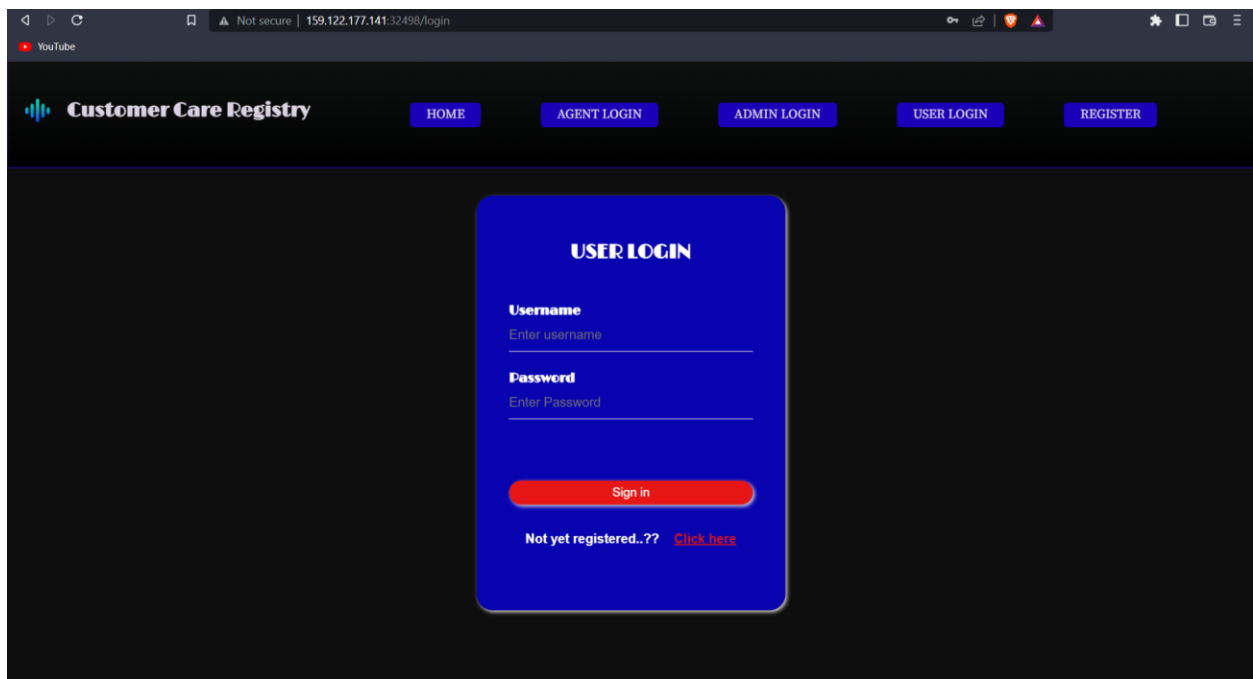 Not secure | 159.122.177.141:32498/login
YouTube
Customer Care Registry
HOME
AGENT LOGIN
ADMIN LOGIN
USER LOGIN
REGISTER
USER LOGIN
Username
Enter username
Password
Enter Password
Sign in
Not yet registered..?? Click here